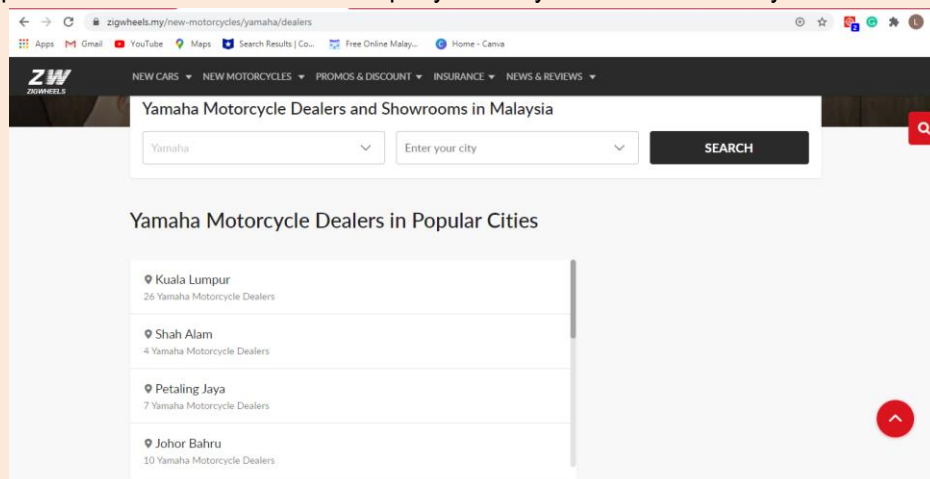 zigwheels.my/new-motorcycles/yamaha/dealers
L
Apps Gmail YouTube Maps Search Results | Co... Free Online Malay... Home - Canva
2
ZW
ZIGWHEELS
NEW CARS NEW MOTORCYCLES PROMOS & DISCOUNT INSURANCE NEWS & REVIEWS
Yamaha Motorcycle Dealers and Showrooms in Malaysia
Yamaha Enter your city SEARCH
Yamaha Motorcycle Dealers in Popular Cities
Kuala Lumpur
26 Yamaha Motorcycle Dealers
Shah Alam
4 Yamaha Motorcycle Dealers
Petaling Jaya
7 Yamaha Motorcycle Dealers
Johor Bahru
10 Yamaha Motorcycle Dealers